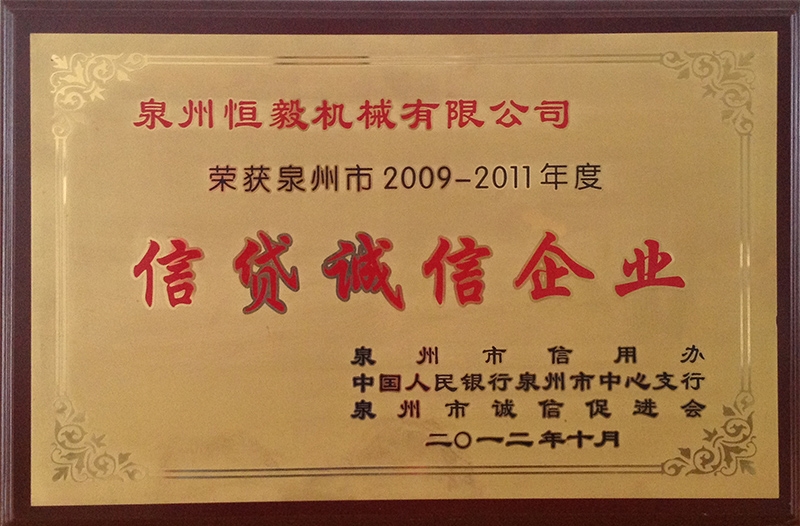 泉州恒毅机械有限公司
荣获泉州市2009-2011年度
信贷诚信企业
泉州市信用办
中国人民银行泉州市中心支行
泉州市诚信促进会
二〇一二年十月